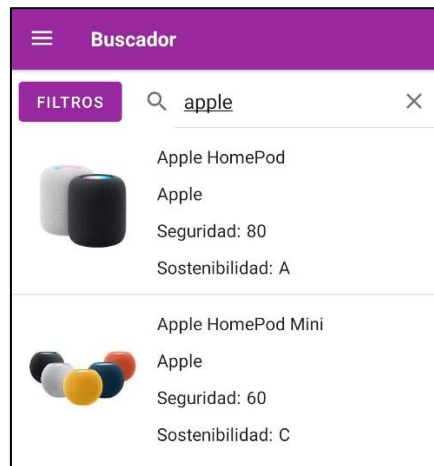 Buscador
FILTROS
apple
Apple HomePod
Apple
Seguridad: 80
Sostenibilidad: A
Apple HomePod Mini
Apple
Seguridad: 60
Sostenibilidad: C